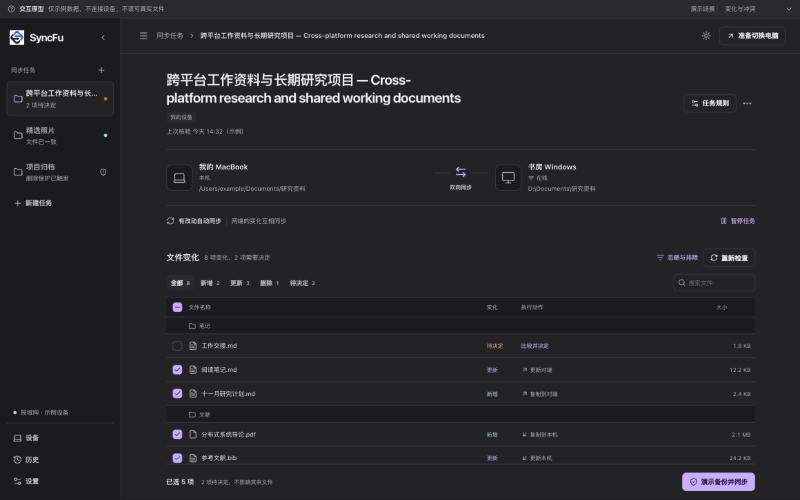 交互原型 仅示例数据，不连接设备，不读写真实文件
演示场景 变化与冲突
SyncFu
同步任务 > 跨平台工作资料与长期研究项目 — Cross-platform research and shared working documents
准备切换电脑
同步任务
跨平台工作资料与长...
2 项待决定
精选照片
文件已一致
项目归档
删除保护已触发
新建任务
跨平台工作资料与长期研究项目 — Cross-
platform research and shared working documents
我的设备
上次核验 今天 14:32（示例）
任务规则
我的 MacBook
本机
/Users/example/Documents/研究资料
双向同步
书房 Windows
在线
D:\Documents\研究资料
有改动自动同步 两端的变化互相同步
暂停任务
文件变化 8 项变化，2 项需要决定
忽略与排除
重新检查
全部 8 新增 2 更新 3 删除 1 待决定 2
搜索文件
文件名称 变化 执行动作 大小
笔记
工作交接.md 待决定 比较并决定 1.8 KB
阅读笔记.md 更新 更新对端 12.2 KB
十一月研究计划.md 新增 复制到对端 2.4 KB
文献
分布式系统导论.pdf 新增 复制到本机 2.1 MB
参考文献.bib 更新 更新本机 24.2 KB
局域网 · 示例设备
设备
历史
设置
已选 5 项 2 项待决定，不影响其余文件
演示备份并同步